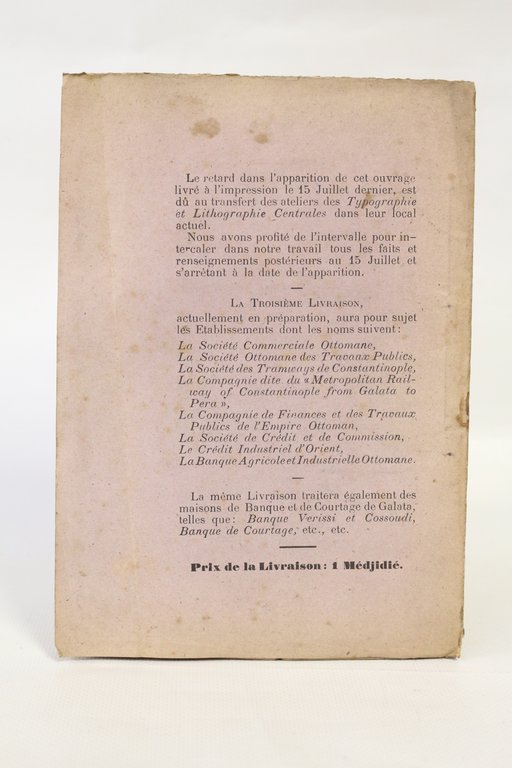 Le retard dans l'apparition de cet ouvrage
livré à l'impression le 15 Juillet dernier, est
dû au transfert des ateliers des Typographie
et Lithographie Centrales dans leur local
actuel.
Nous avons profité de l'intervalle pour in-
tercaler dans notre travail tous les faits et
renseignements postérieurs au 15 Juillet et
s'arrêtant à la date de l'apparition.
LA TROISIÈME LIVRAISON,
actuellement en préparation, aura pour sujet
les Etablissements dont les noms suivent:
La Société Commerciale Ottomane,
La Société Ottomane des Travaux Publics,
La Société des Tramways de Constantinople,
La Compagnie dite du «Metropolitan Rail-
way of Constantinople from Galata to
Pera»,
La Compagnie de Finances et des Travaux
Publics de l'Empire Ottoman,
La Société de Crédit et de Commission,
Le Crédit Industriel d'Orient,
La Banque Agricole et Industrielle Ottomane.
La même Livraison traitera également des
maisons de Banque et de Courtage de Galata,
telles que: Banque Verissi et Cossoudi,
Banque de Courtage, etc., etc.
Prix de la Livraison: 1 Médjidié.